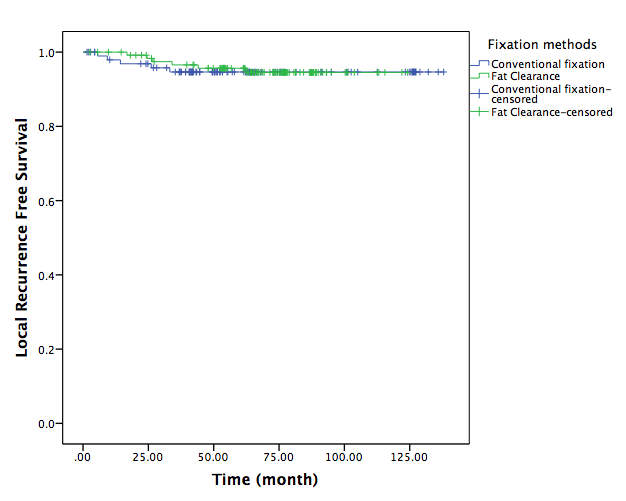 Fixation methods
Conventional fixation
Fat Clearance
Conventional fixation-
censored
Fat Clearance-censored
Local Recurrence Free Survival
1.0
0.8
0.6
0.4
0.2
0.0
.00 25.00 50.00 75.00 100.00 125.00
Time (month)